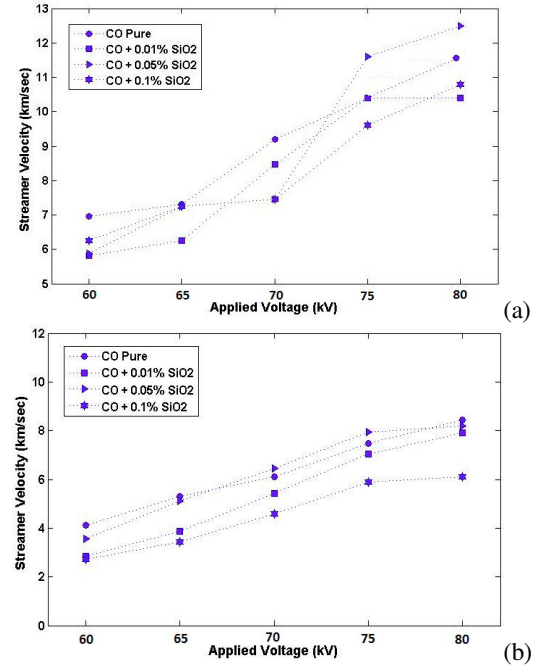 13
12
11
10
9
8
7
6
5
Streamer Velocity (km/sec)
CO Pure
CO + 0.01% SiO2
CO + 0.05% SiO2
CO + 0.1% SiO2
60 65 70 75 80
Applied Voltage (kV)
(a)
12
10
8
6
4
2
0
Streamer Velocity (km/sec)
CO Pure
CO + 0.01% SiO2
CO + 0.05% SiO2
CO + 0.1% SiO2
60 65 70 75 80
Applied Voltage (kV)
(b)